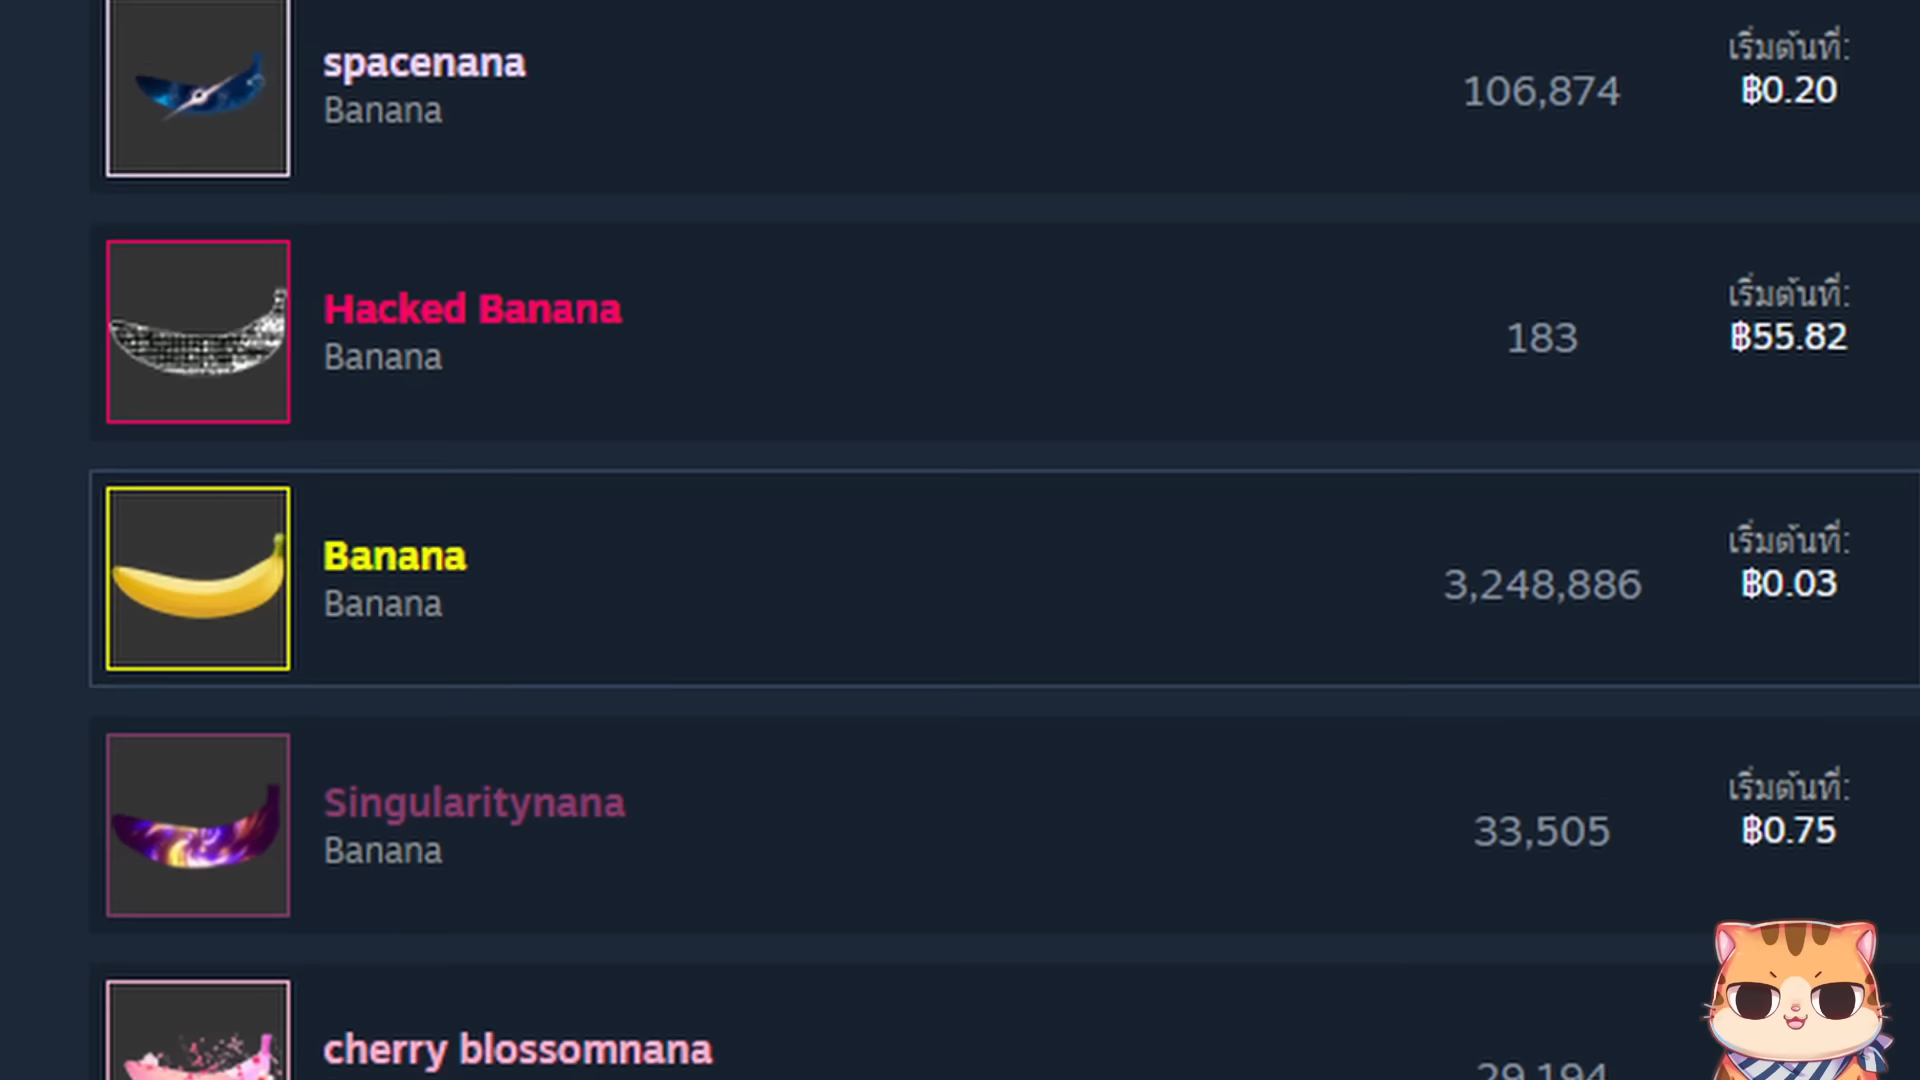 spacenana
Banana
106,874
เริ่มต้นที่:
฿0.20
Hacked Banana
Banana
183
เริ่มต้นที่:
฿55.82
Banana
Banana
3,248,886
เริ่มต้นที่:
฿0.03
Singularitynana
Banana
33,505
เริ่มต้นที่:
฿0.75
cherry blossomnana
29,194